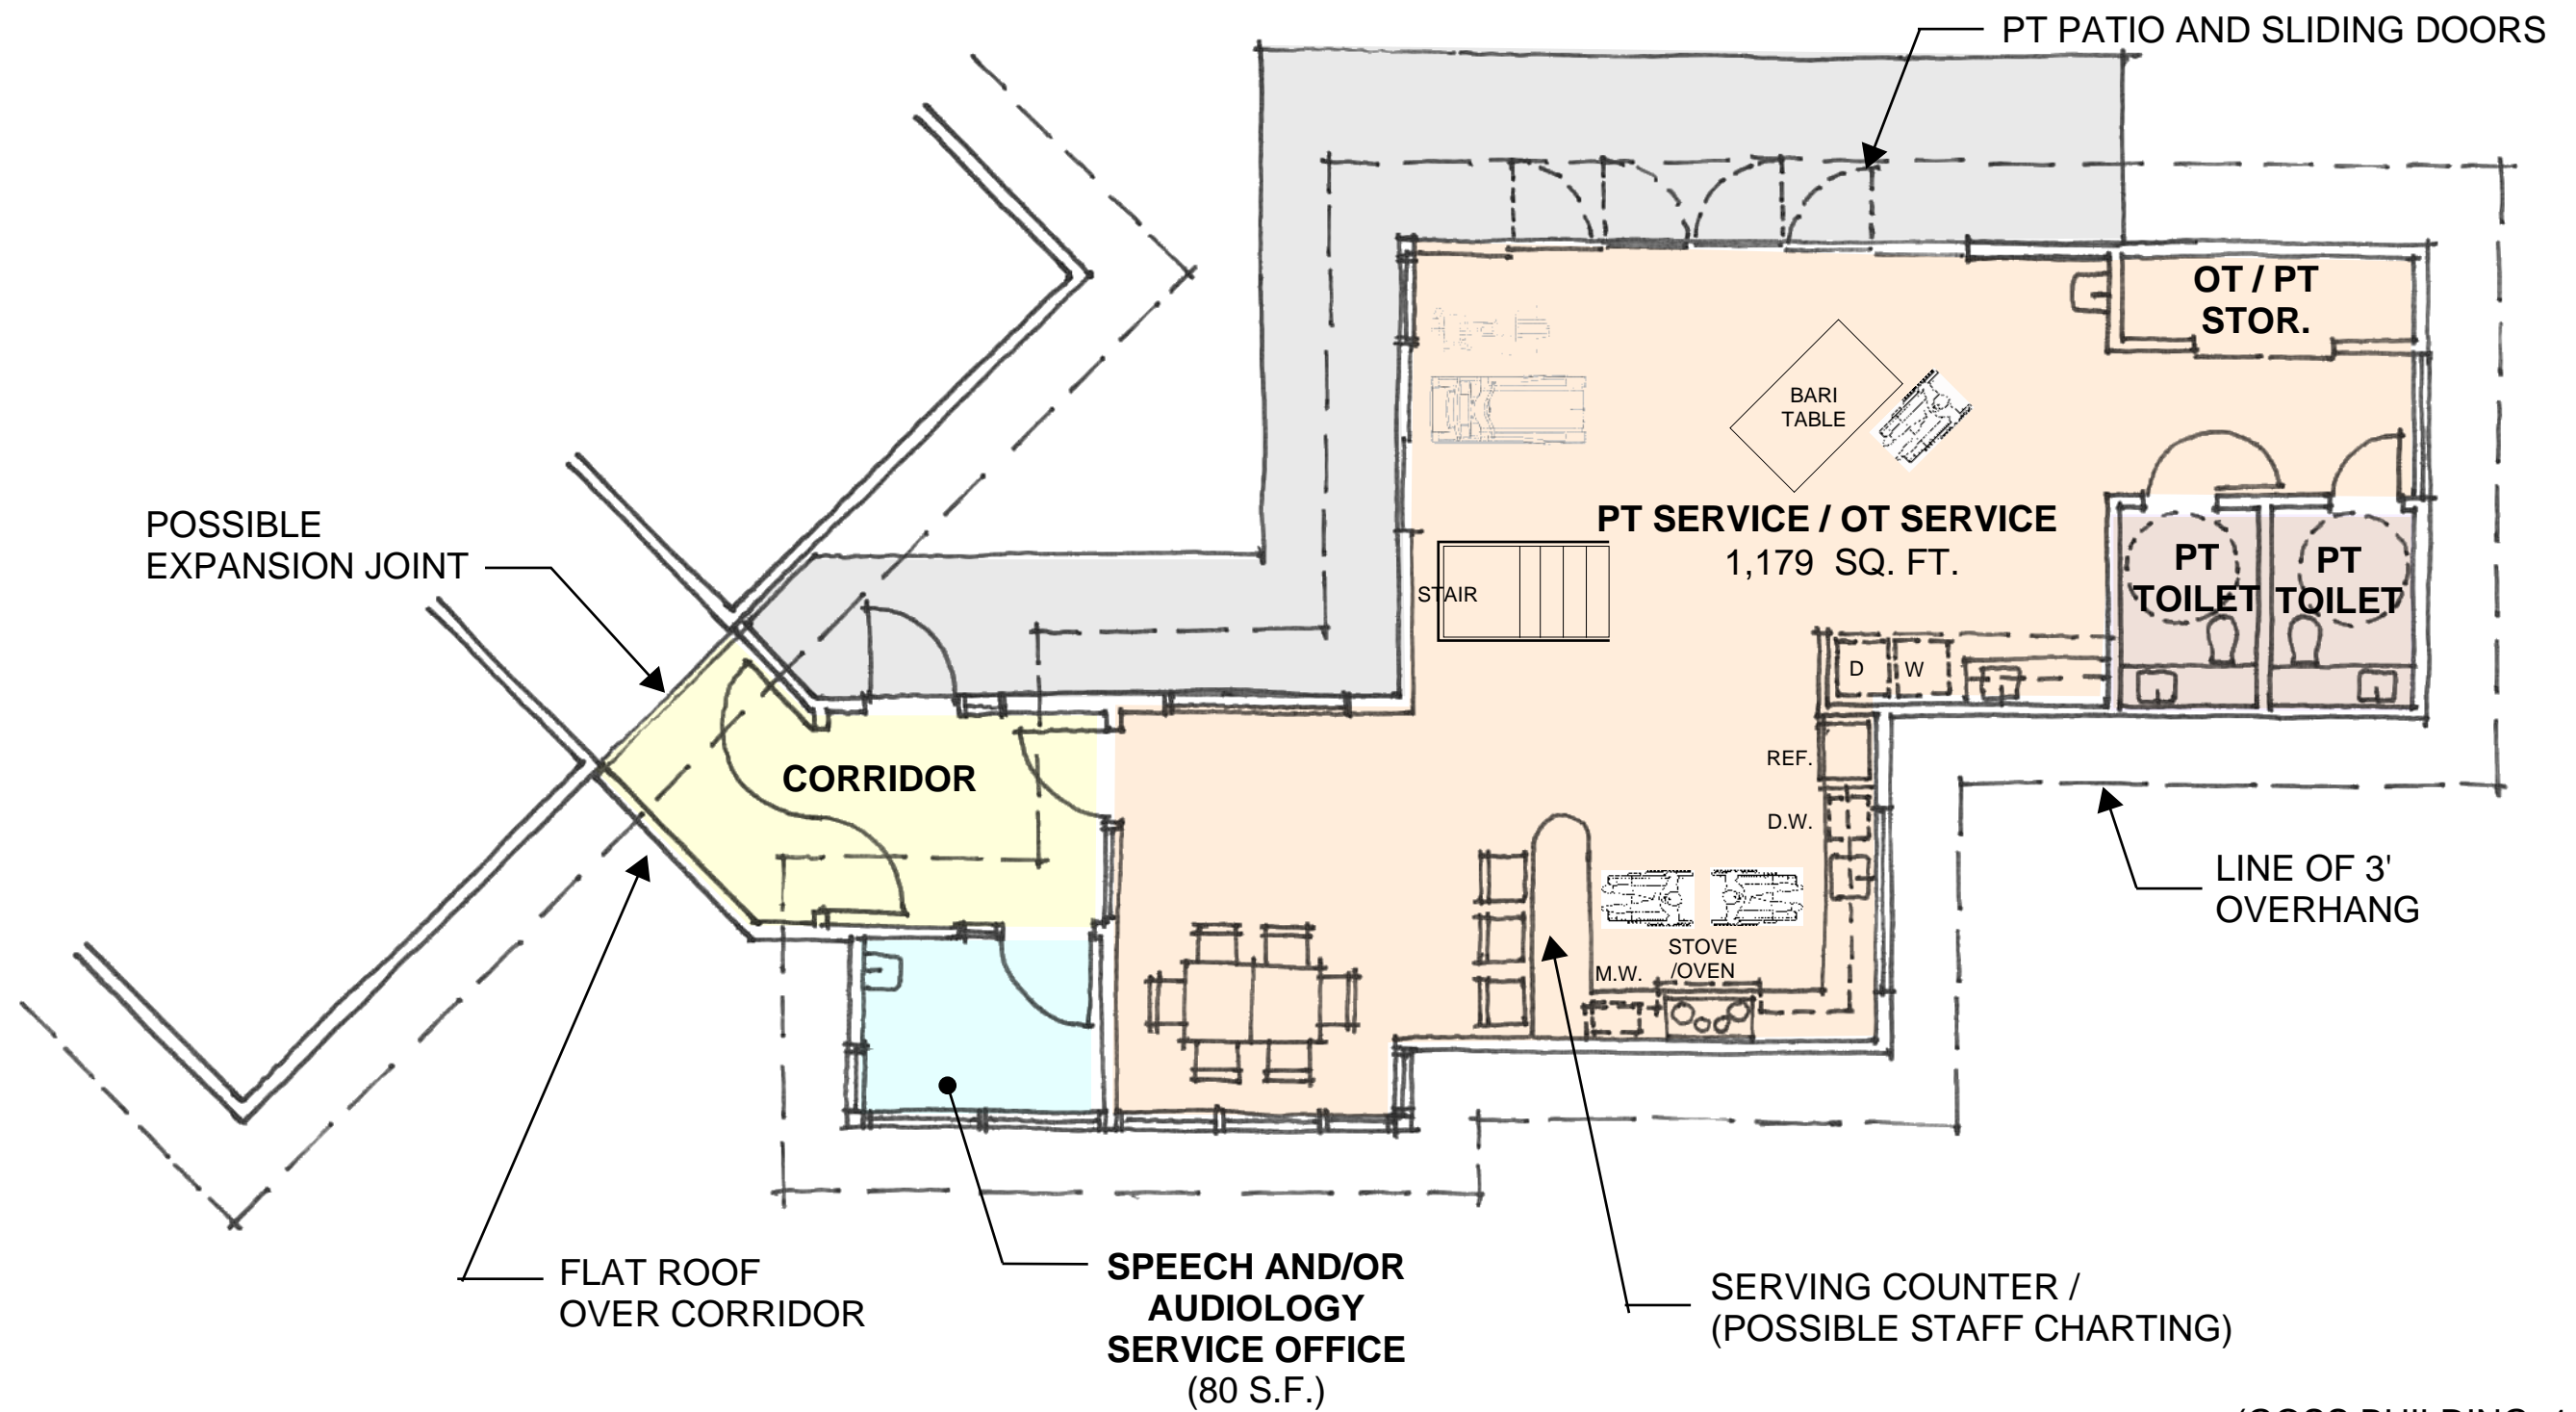 PT PATIO AND SLIDING DOORS
OT / PT
STOR.
BARI
TABLE
POSSIBLE
EXPANSION JOINT
PT SERVICE / OT SERVICE
1,179 SQ. FT.
STAIR
PT
TOILET
PT
TOILET
D
W
REF.
CORRIDOR
D.W.
LINE OF 3'
OVERHANG
STOVE
/OVEN
M.W.
FLAT ROOF
OVER CORRIDOR
SPEECH AND/OR
AUDIOLOGY
SERVICE OFFICE
(80 S.F.)
SERVING COUNTER /
(POSSIBLE STAFF CHARTING)